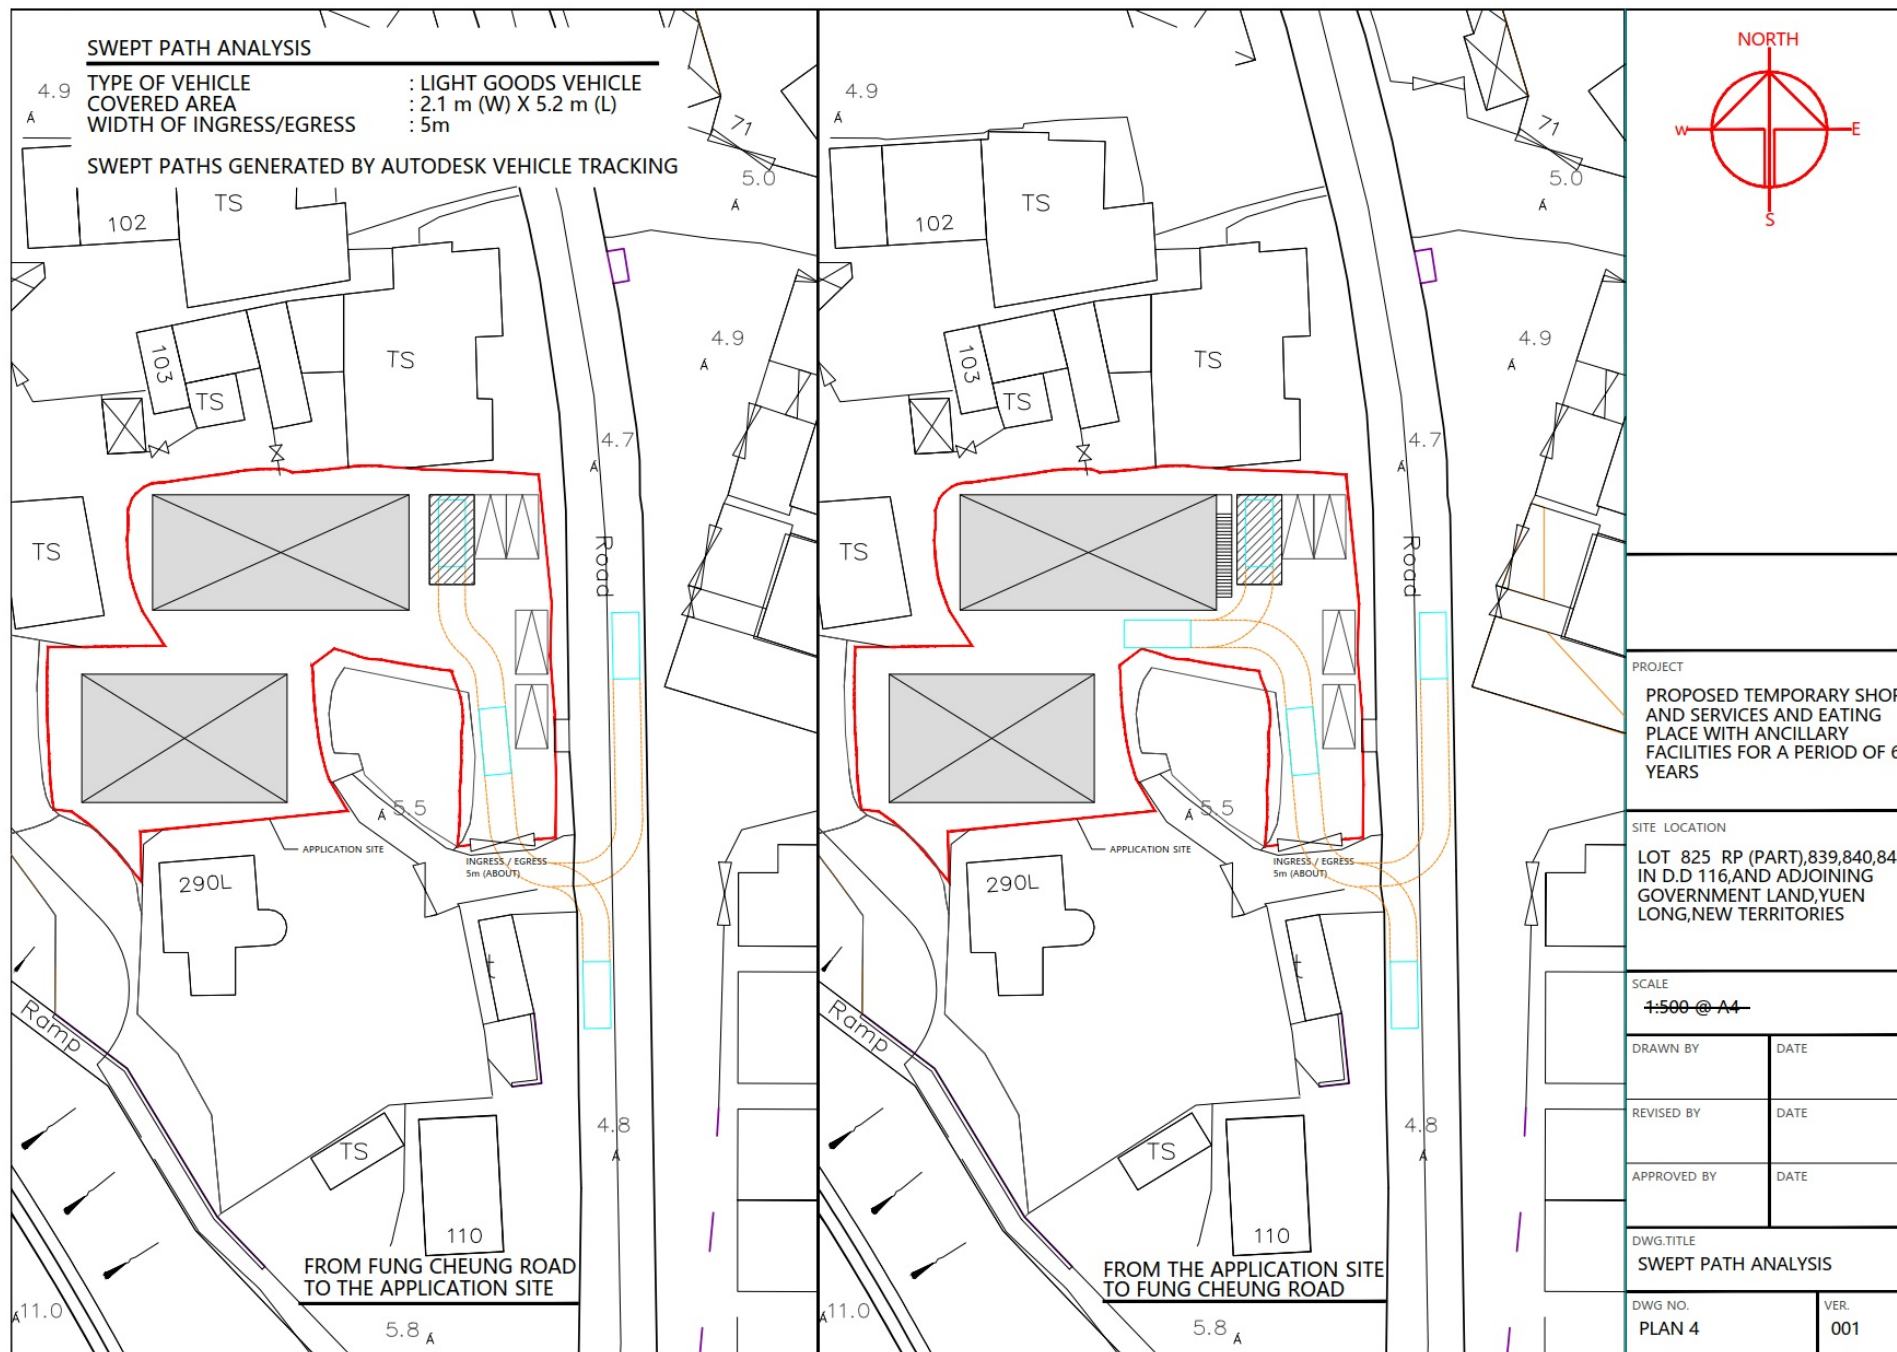 SWEPT PATH ANALYSIS
TYPE OF VEHICLE : LIGHT GOODS VEHICLE
COVERED AREA : 2.1 m (W) X 5.2 m (L)
WIDTH OF INGRESS/EGRESS : 5m
SWEPT PATHS GENERATED BY AUTODESK VEHICLE TRACKING
4.9
71
5.0
102
TS
4.9
103
TS
TS
4.7
TS
Road
5.5
APPLICATION SITE
INGRESS / EGRESS
5m (ABOUT)
290L
Ramp
4.8
TS
110
FROM FUNG CHEUNG ROAD
TO THE APPLICATION SITE
11.0
5.8
4.9
71
5.0
102
TS
4.9
103
TS
TS
4.7
TS
Road
5.5
APPLICATION SITE
INGRESS / EGRESS
5m (ABOUT)
290L
Ramp
4.8
TS
110
FROM THE APPLICATION SITE
TO FUNG CHEUNG ROAD
11.0
5.8
NORTH
W E
S
PROJECT
PROPOSED TEMPORARY SHOP
AND SERVICES AND EATING
PLACE WITH ANCILLARY
FACILITIES FOR A PERIOD OF 6
YEARS
SITE LOCATION
LOT 825 RP (PART),839,840,84
IN D.D 116,AND ADJOINING
GOVERNMENT LAND,YUEN
LONG,NEW TERRITORIES
SCALE
1:500 @ A4
DRAWN BY DATE
REVISED BY DATE
APPROVED BY DATE
DWG.TITLE
SWEPT PATH ANALYSIS
DWG NO. VER.
PLAN 4 001